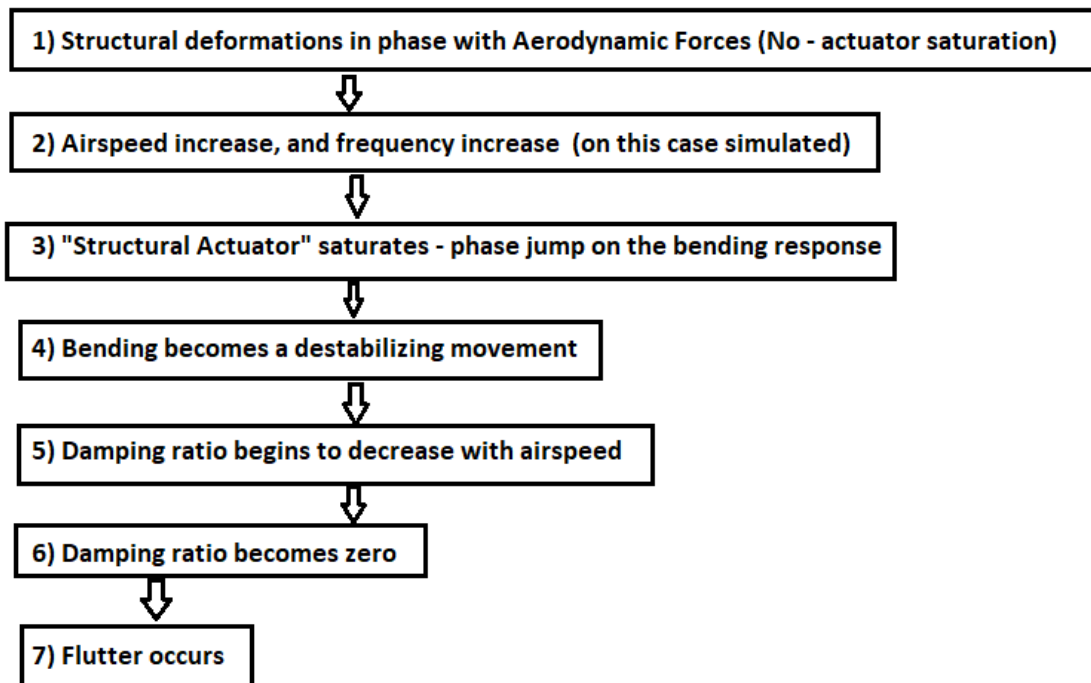 1) Structural deformations in phase with Aerodynamic Forces (No - actuator saturation)
2) Airspeed increase, and frequency increase (on this case simulated)
3) "Structural Actuator" saturates - phase jump on the bending response
4) Bending becomes a destabilizing movement
5) Damping ratio begins to decrease with airspeed
6) Damping ratio becomes zero
7) Flutter occurs